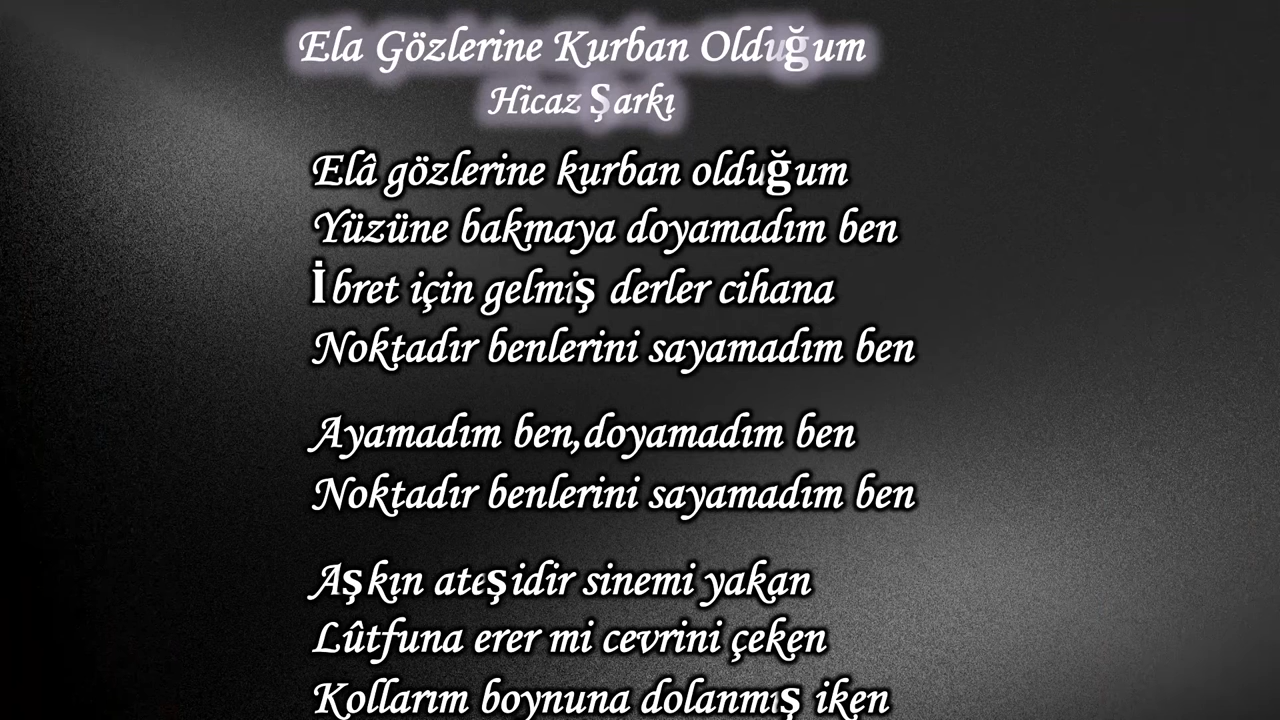 Ela Gözlerine Kurban Olduğum
Hicaz Şarkı
Elâ gözlerine kurban olduğum
Yüzüne bakmaya doyamadım ben
İbret için gelmiş derler cihana
Noktadır benlerini sayamadım ben
Ayamadım ben,doyamadım ben
Noktadır benlerini sayamadım ben
Aşkın ateşidir sinemi yakan
Lûtfuna erer mi cevrini çeken
Kollarım boynuna dolanmış iken